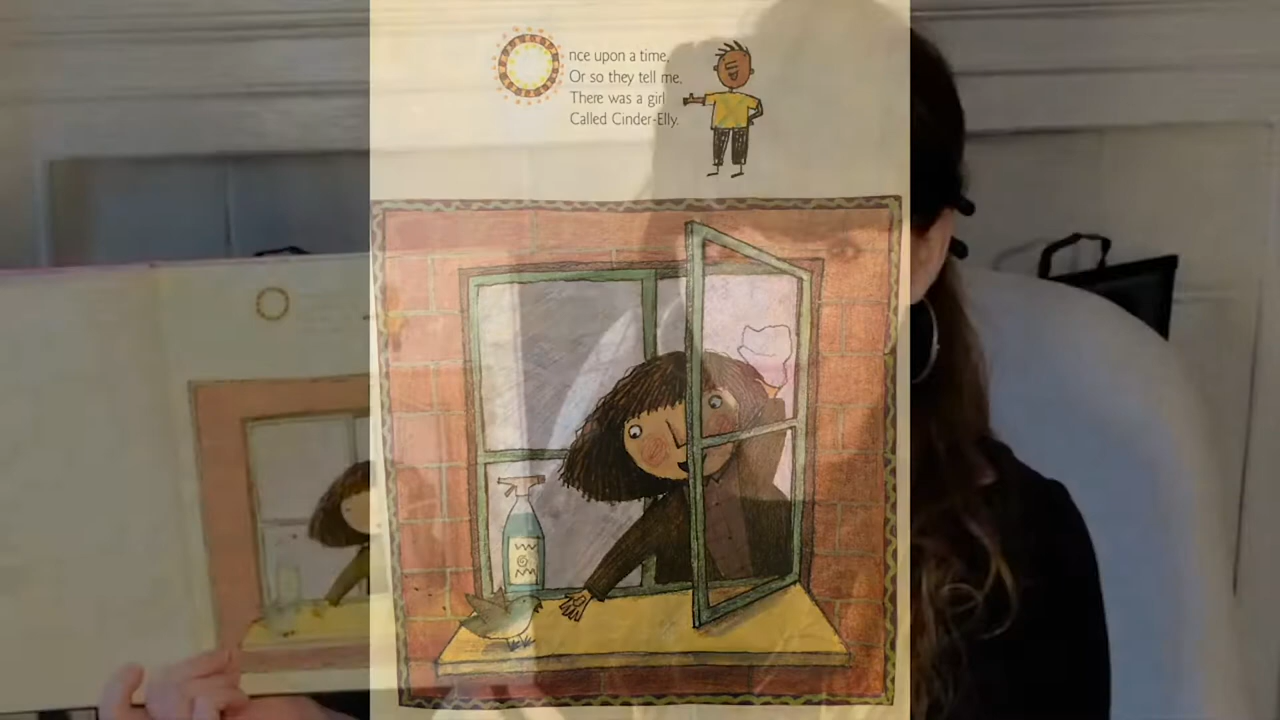 nce upon a time,
Or so they tell me,
There was a girl
Called Cinder-Elly.